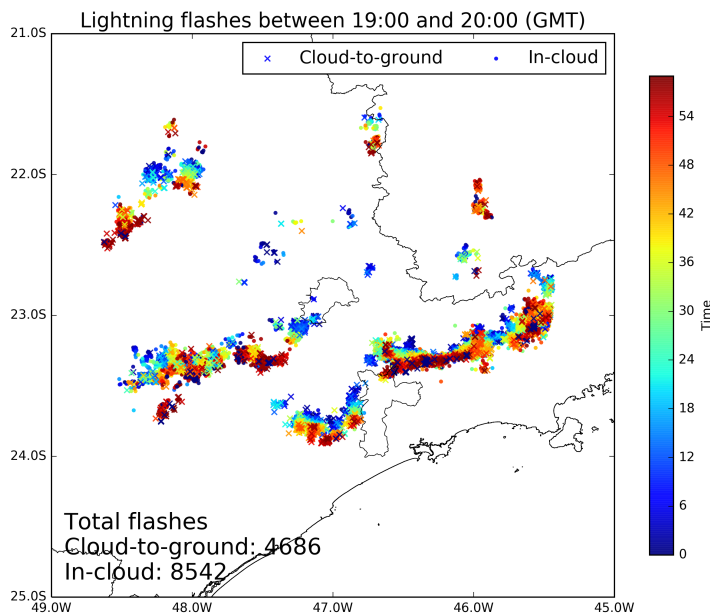 Lightning flashes between 19:00 and 20:00 (GMT)
21.0S
Cloud-to-ground
In-cloud
22.0S
23.0S
24.0S
25.0S
Total flashes
Cloud-to-ground: 4686
In-cloud: 8542
49.0W
48.0W
47.0W
46.0W
45.0W
54
48
42
36
30
24
18
12
6
0
Time